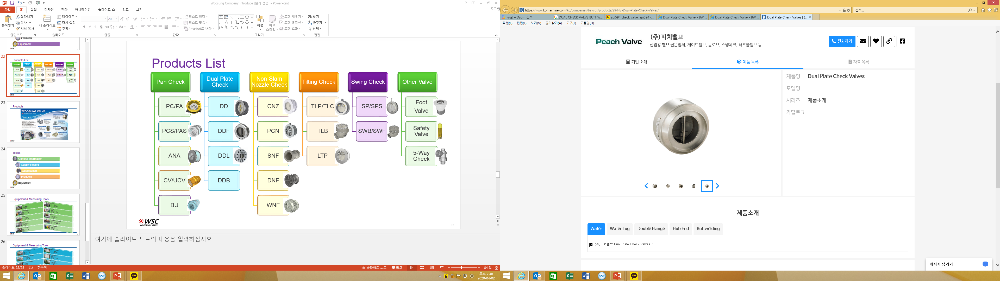 Woosung Company Introduce [읽기 전용] - PowerPoint
로그인
파일 홈 삽입 디자인 전환 애니메이션 슬라이드 쇼 검토 보기
붙여넣기
잘라내기
복사
서식 복사
클립보드
새 슬라이드
레이아웃
다시 설정
구역
슬라이드
20
가 가 가 가
글꼴
단락
텍스트 방향
텍스트 맞춤
SmartArt로 변환
정렬
빠른 스타일
도형 채우기
도형 윤곽선
도형 효과
그리기
찾기
바꾸기
선택
편집
Products
Equipment
22
Products List
23
Products
WOOSUNG VALVE
24
Topics
General Information
Supply Record
Qualification
Products
Equipment
25
Equipment & Measuring Tools
26
Equipment & Measuring Tools
Products List
Pan Check
PC/PA
PCS/PAS
ANA
CV/UCV
BU
Dual Plate
Check
DD
DDF
DDL
DDB
Non-Slam
Nozzle Check
CNZ
PCN
SNF
DNF
WNF
Tilting Check
TLP/TLC
TLB
LTP
Swing Check
SP/SPS
SWB/SWF
Other Valve
Foot
Valve
Safety
Valve
5-Way
Check
WSC
WOOSUNG VALVE
22
여기에 슬라이드 노트의 내용을 입력하십시오
슬라이드 22/28 한국어
슬라이드 노트 메모 84 %
오후 7:48
2020-04-02
https://www.komachine.com/ko/companies/bavcos/products/29443-Dual-Plate-Check-Valves/
검색...
구글 – Daum 검색
DUAL CHECK VALVE BUTT W...
api594 check valve, api594 c...
Dual Plate Check Valve - BW ...
Dual Plate Check Valve - BW ...
Dual Plate Check Valves | (...
파일(F) 편집(E) 보기(V) 즐겨찾기(A) 도구(T) 도움말(H)
Peach Valve
(주)피치밸브
산업용 밸브 전문업체, 게이트밸브, 글로브, 스윙체크, 하프볼밸브 등
전화하기
기업 소개
제품 목록
자료 목록
제품명 Dual Plate Check Valves
모델명
시리즈 제품소개
카탈로그
제품소개
Wafer Wafer Lug Double Flange Hub End Buttwelding
(주)피치밸브 Dual Plate Check Valves 5
메시지 남기기